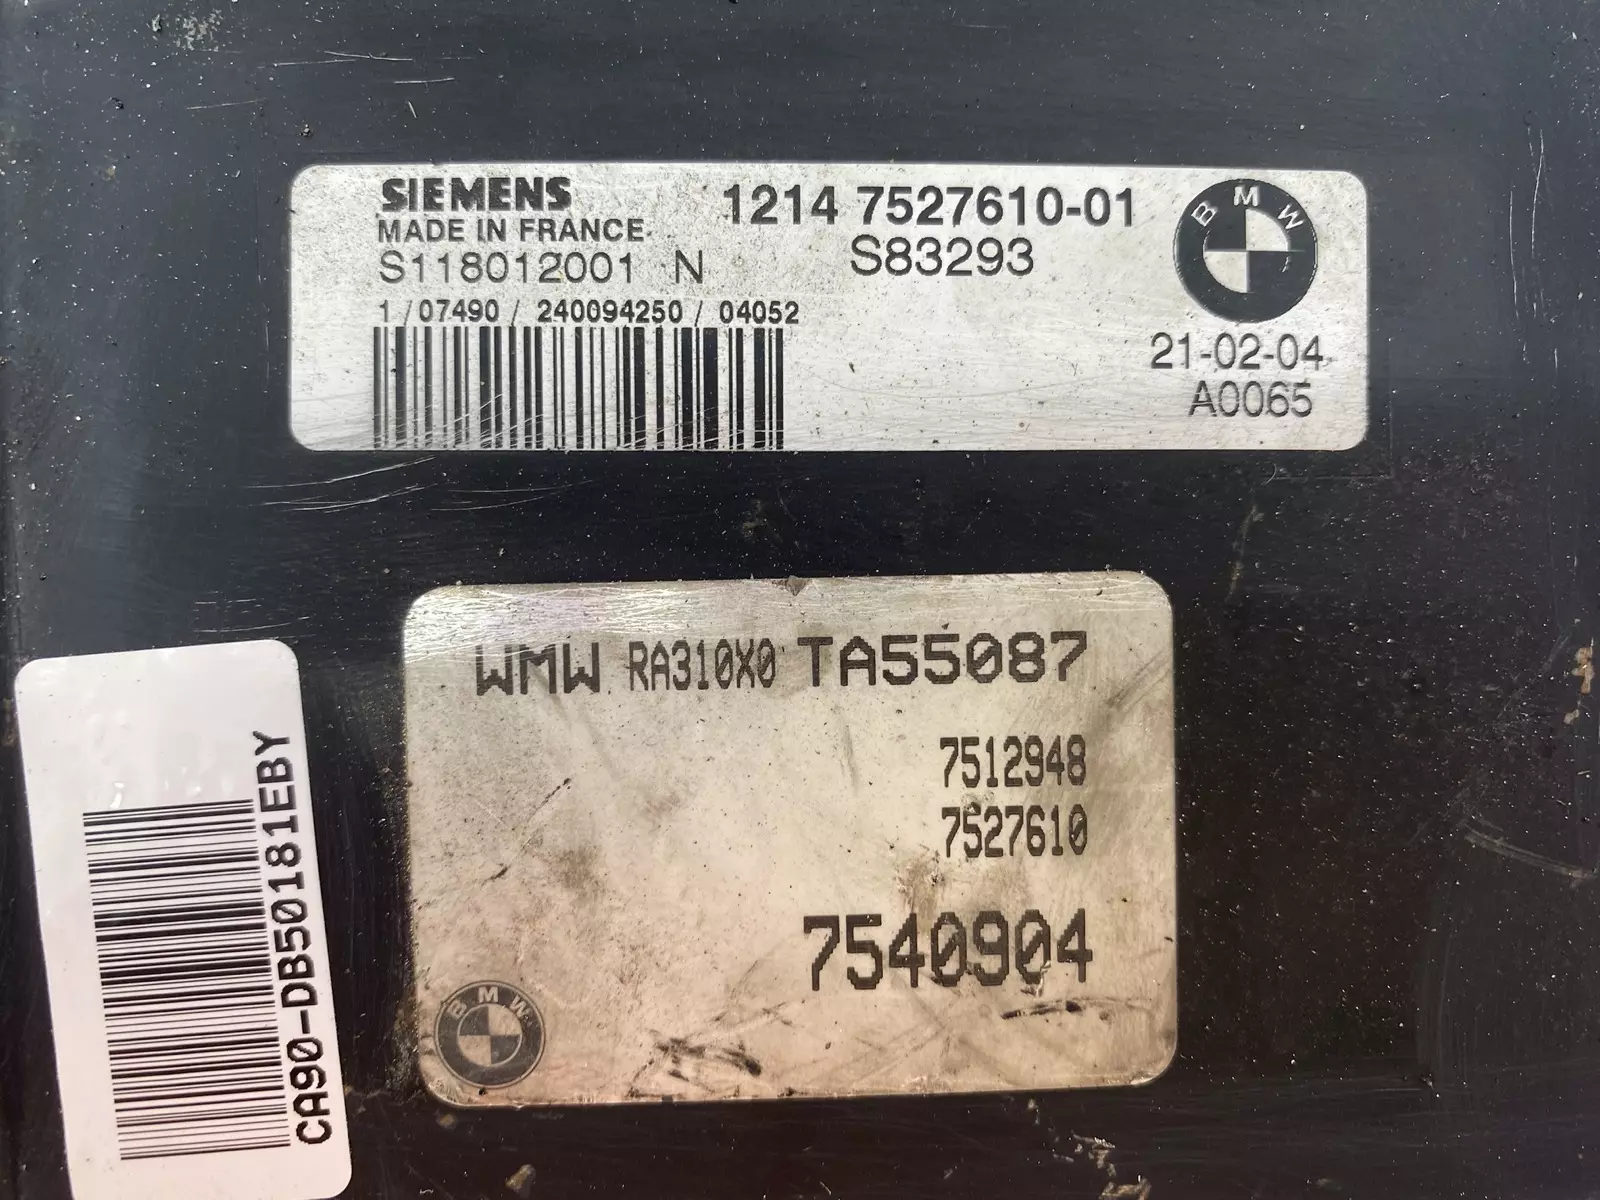 SIEMENS
MADE IN FRANCE
S118012001 N
1214 7527610-01
S83293
BMW
1/07490/240094250/04052
21-02-04
A0065
WMW RA310X0 TA55087
7512948
7527610
7540904
BMW
CA90-DB50181EBY